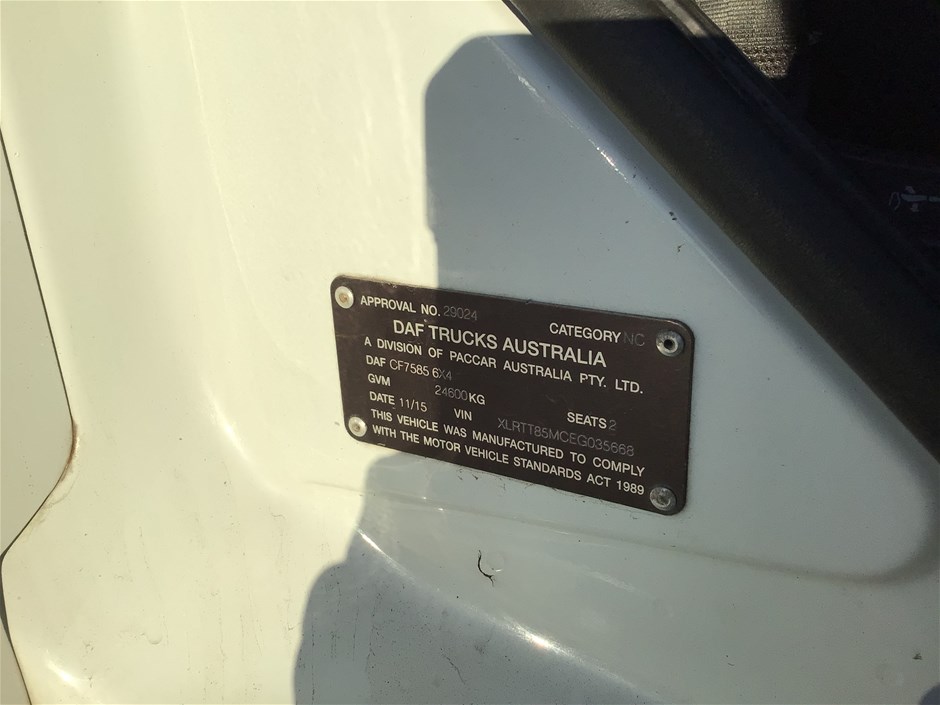 APPROVAL NO. 29024 CATEGORY NC
DAF TRUCKS AUSTRALIA
A DIVISION OF PACCAR AUSTRALIA PTY. LTD.
DAF CF7585 6X4
GVM 24600 KG SEATS 2
DATE 11/15 VIN XLRTT85MCEG035668
THIS VEHICLE WAS MANUFACTURED TO COMPLY
WITH THE MOTOR VEHICLE STANDARDS ACT 1989